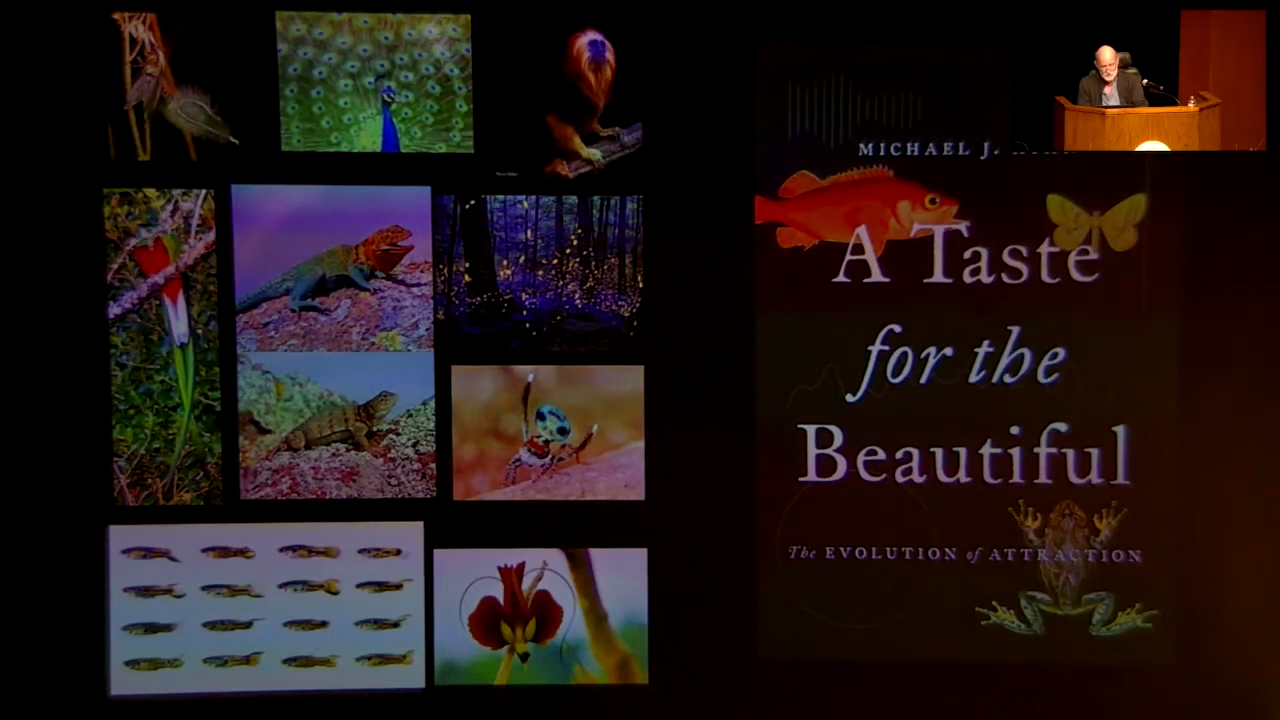 MICHAEL J.
A Taste
for the
Beautiful
The EVOLUTION of ATTRACTION